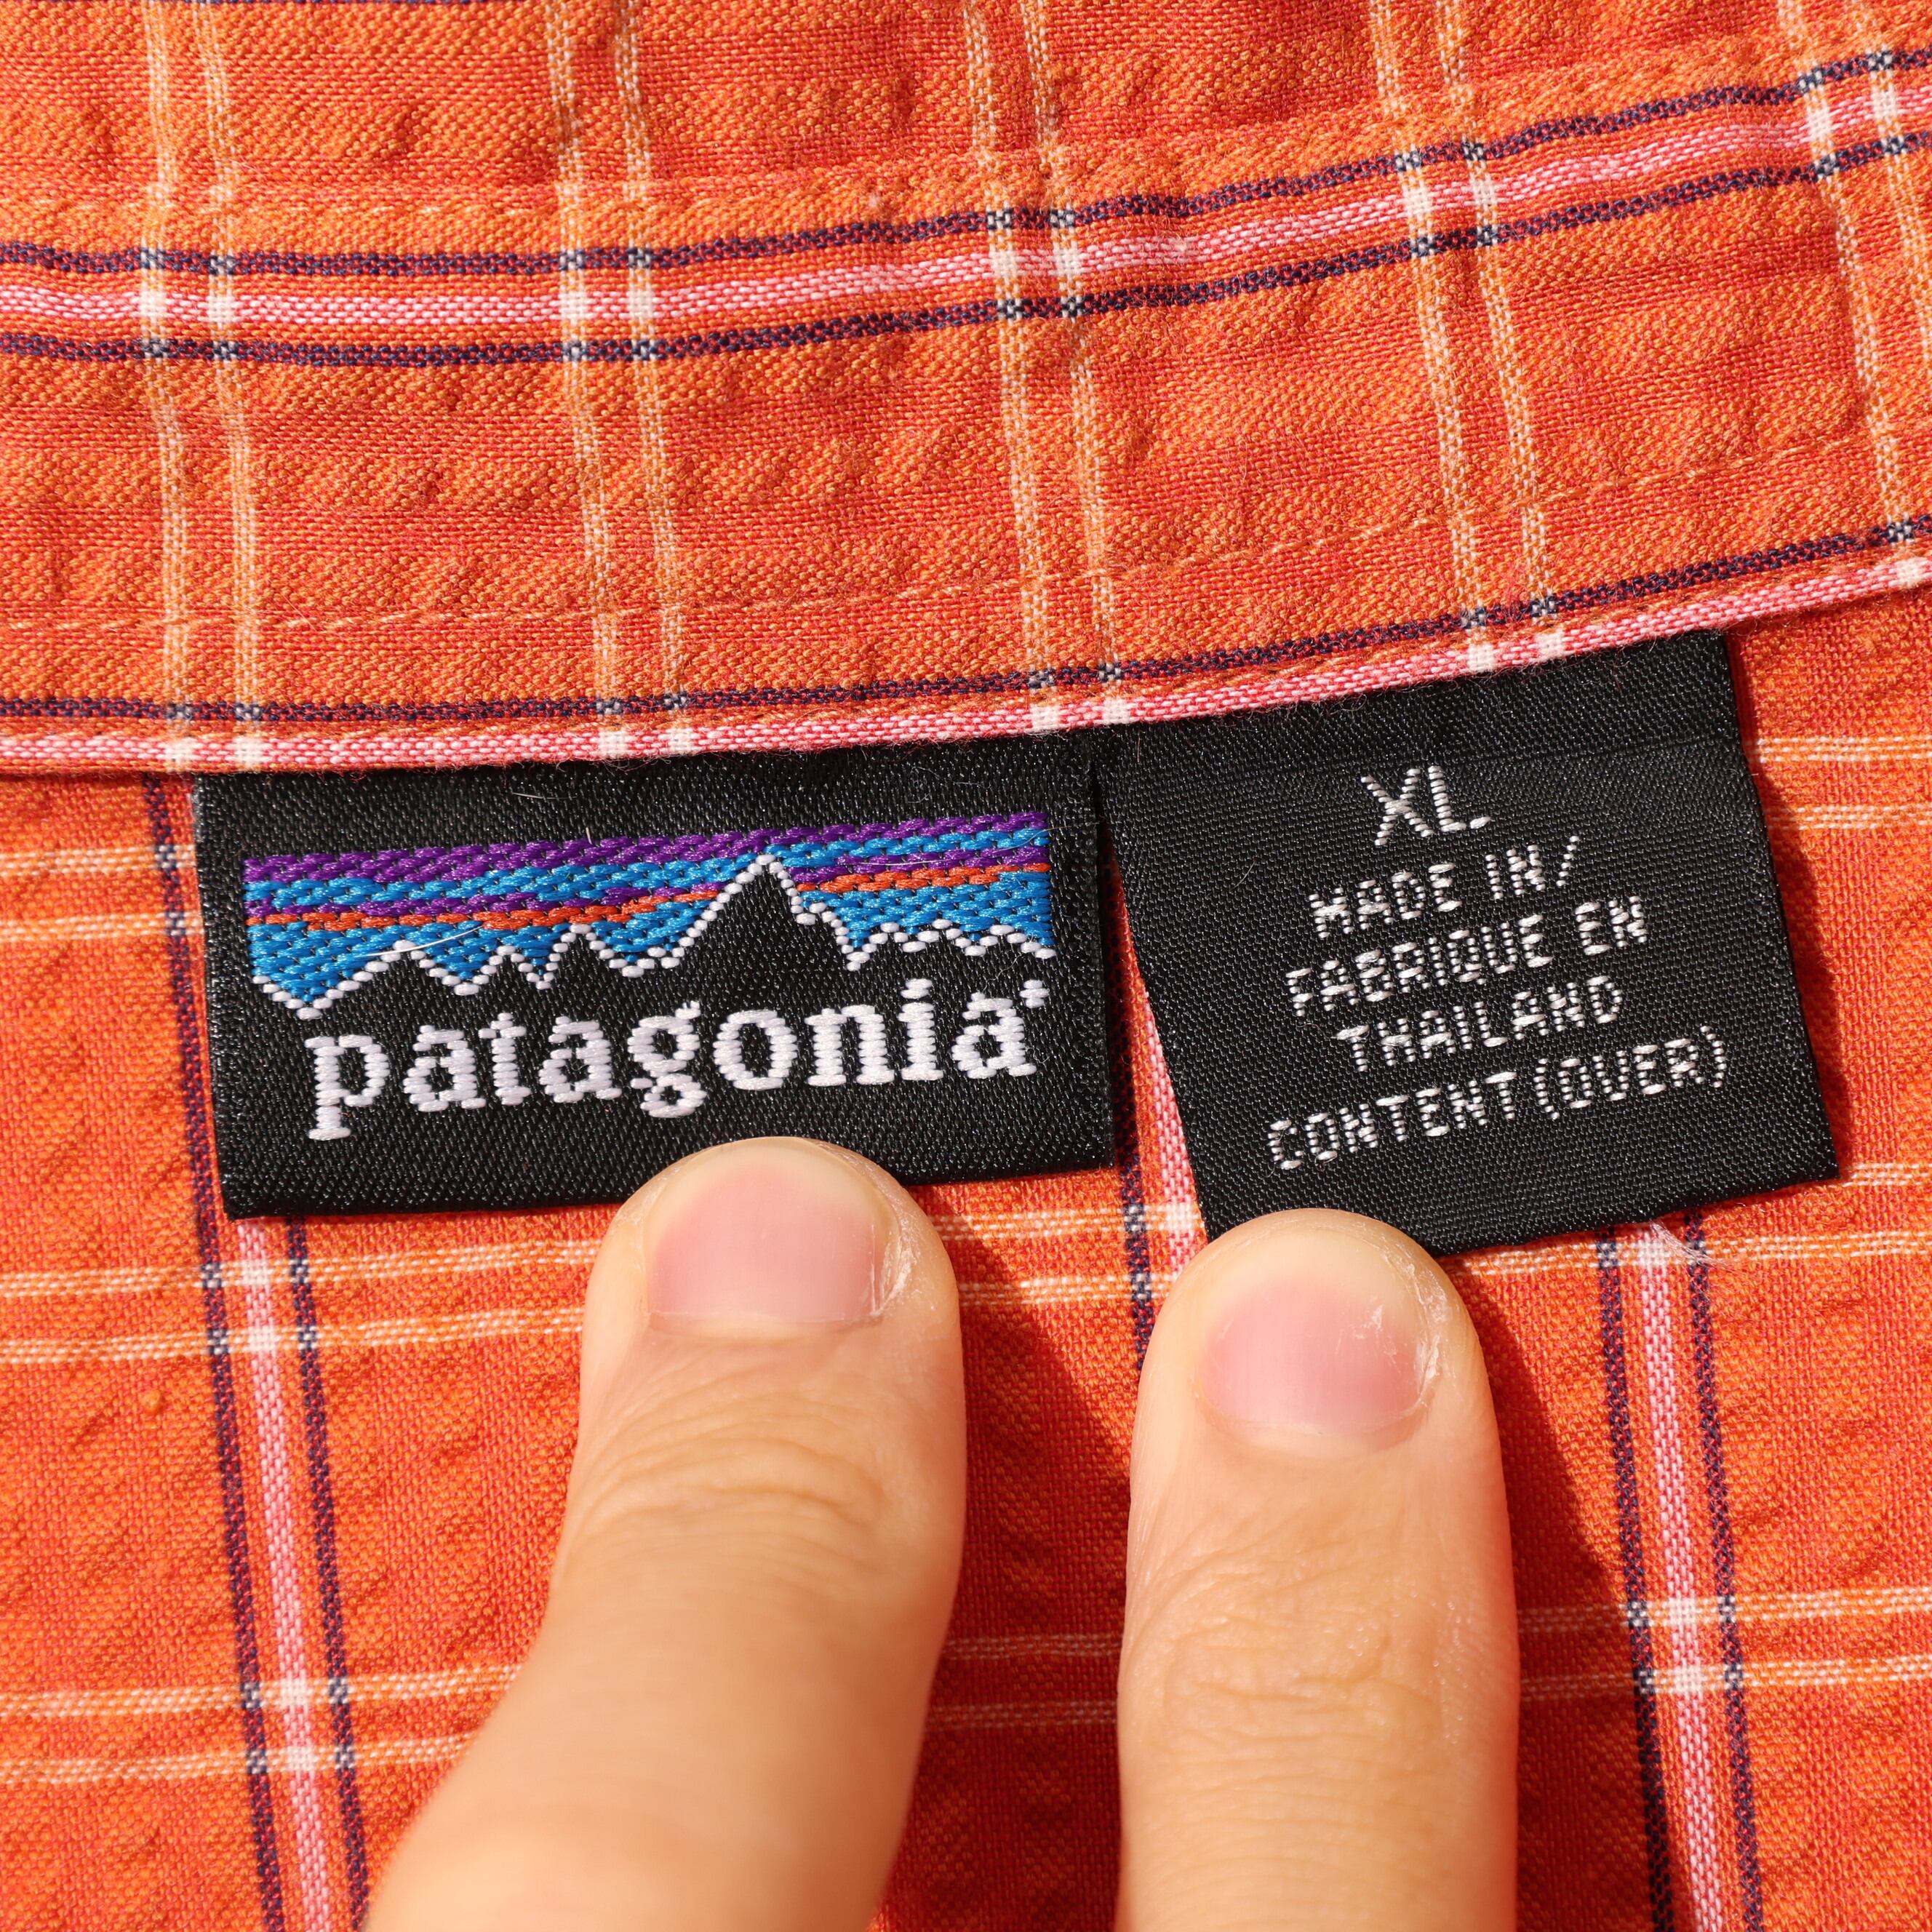 patagonia®
XL
MADE IN/
FABRIQUE EN
THAILAND
CONTENT (OVER)